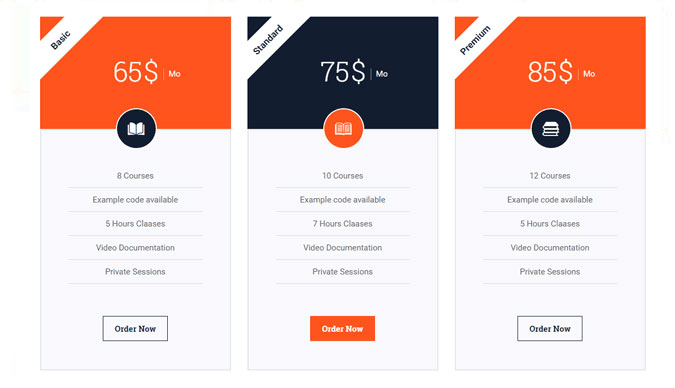 Basic
65$ | Mo
8 Courses
Example code available
5 Hours Claases
Video Documentation
Private Sessions
Order Now
Standard
75$ | Mo
10 Courses
Example code available
7 Hours Claases
Video Documentation
Private Sessions
Order Now
Premium
85$ | Mo
12 Courses
Example code available
5 Hours Claases
Video Documentation
Private Sessions
Order Now